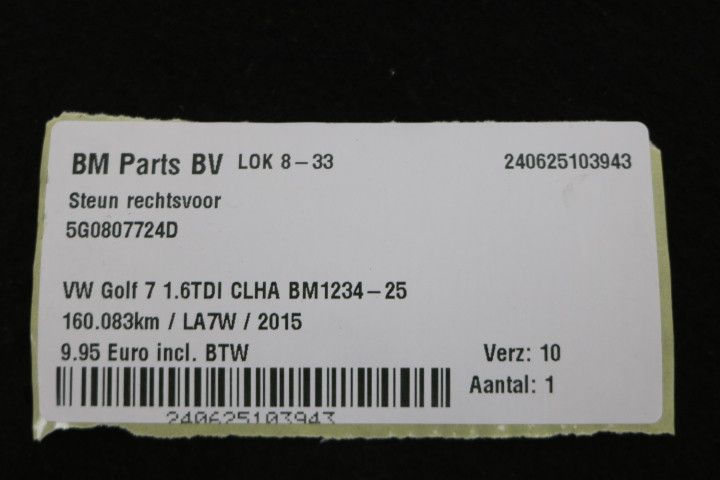 BM Parts BV LOK 8-33 240625103943
Steun rechtsvoor
5G0807724D
VW Golf 7 1.6TDI CLHA BM1234-25
160.083km / LA7W / 2015
9.95 Euro incl. BTW Verz: 10
Aantal: 1
240625103943